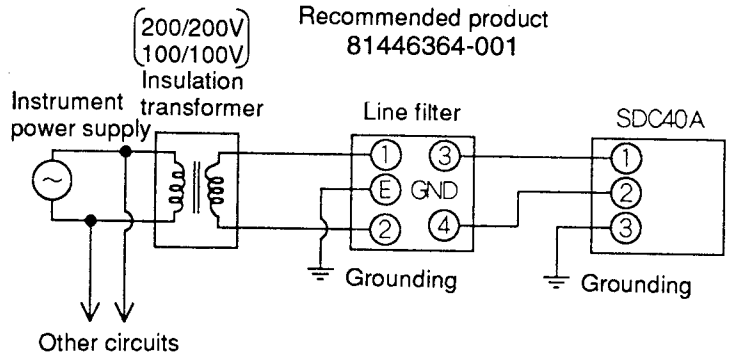 200/200V
100/100V
Insulation
transformer
Recommended product
81446364-001
Instrument
power supply
Line filter
1
3
E
GND
2
4
Grounding
SDC40A
1
2
3
Grounding
Other circuits